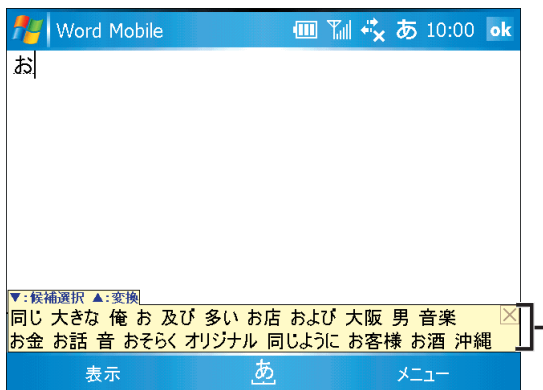 Word Mobile あ 10:00 ok
お
▼:候補選択 ▲:変換
同じ 大きな 俺 お 及び 多い お店 および 大阪 男 音楽
お金 お話 音 おそらく オリジナル 同じように お客様 お酒 沖縄
表示 あ メニュー